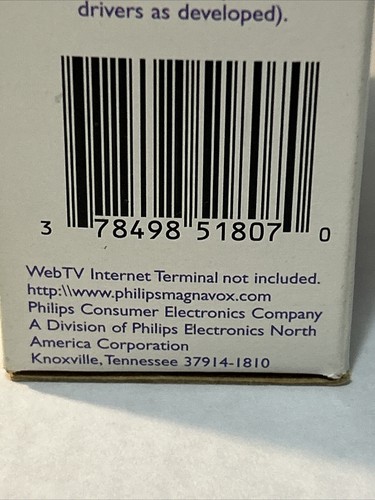 drivers as developed).
3 78498 51807 0
WebTV Internet Terminal not included.
http:\\www.philipsmagnavox.com
Philips Consumer Electronics Company
A Division of Philips Electronics North
America Corporation
Knoxville, Tennessee 37914-1810